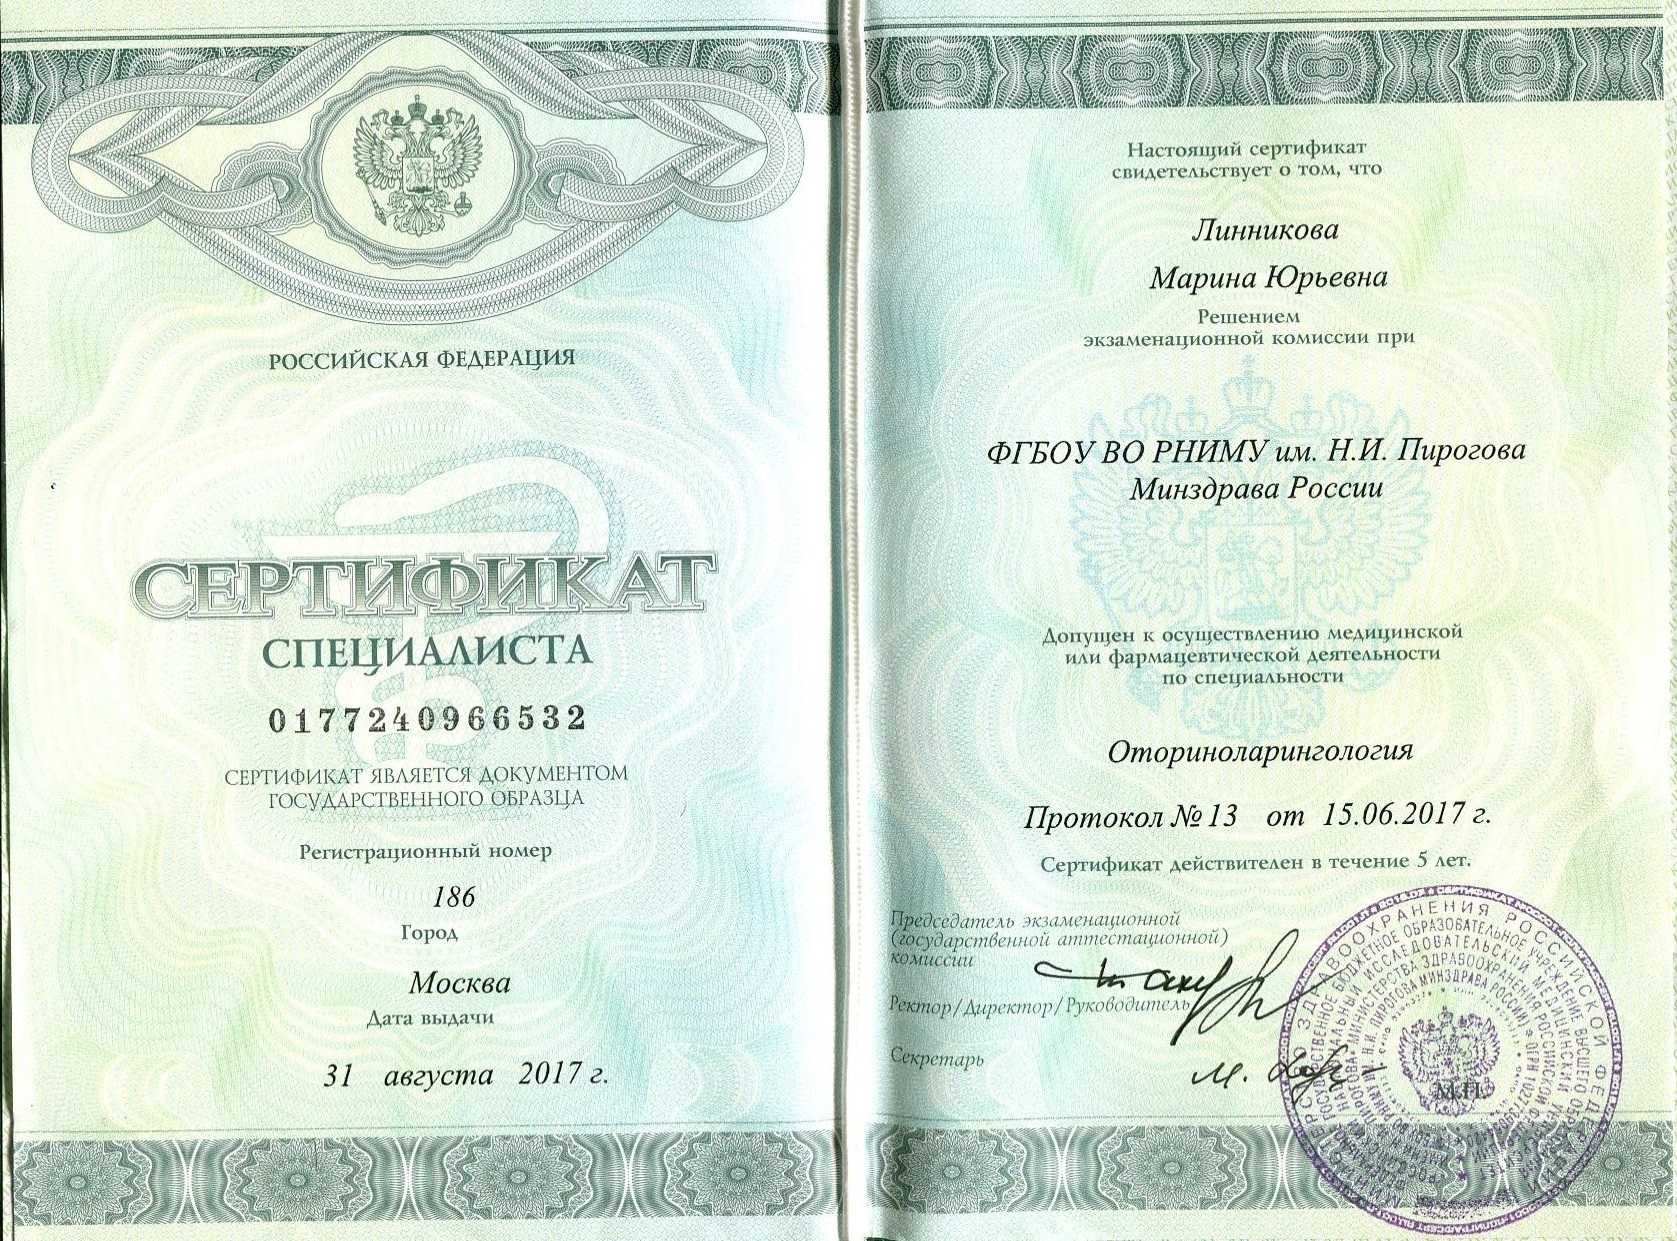 РОССИЙСКАЯ ФЕДЕРАЦИЯ
СЕРТИФИКАТ
СПЕЦИАЛИСТА
0177240966532
СЕРТИФИКАТ ЯВЛЯЕТСЯ ДОКУМЕНТОМ
ГОСУДАРСТВЕННОГО ОБРАЗЦА
Регистрационный номер
186
Город
Москва
Дата выдачи
31 августа 2017 г.
Настоящий сертификат
свидетельствует о том, что
Линникова
Марина Юрьевна
Решением
экзаменационной комиссии при
ФГБОУ ВО РНИМУ им. Н.И. Пирогова
Минздрава России
Допущен к осуществлению медицинской
или фармацевтической деятельности
по специальности
Оториноларингология
Протокол № 13 от 15.06.2017 г.
Сертификат действителен в течение 5 лет.
Председатель экзаменационной
(государственной аттестационной)
комиссии
Ректор/Директор/Руководитель
Секретарь
М.П.